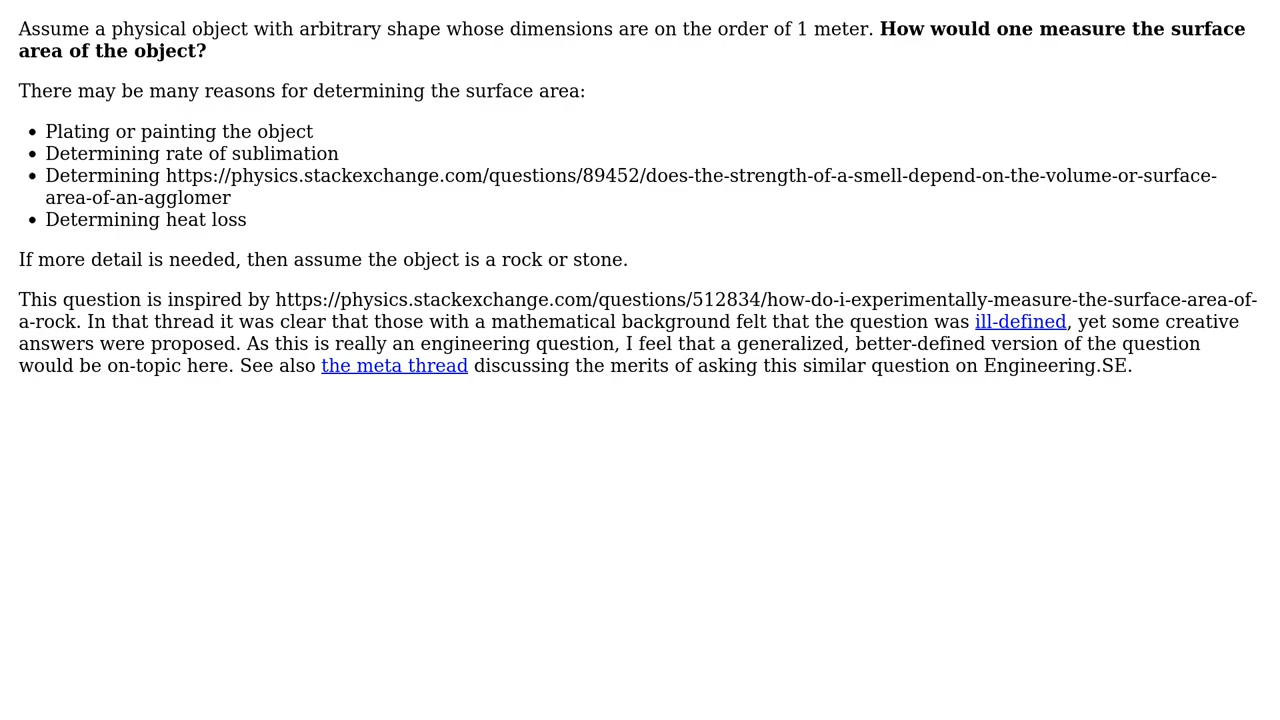 Assume a physical object with arbitrary shape whose dimensions are on the order of 1 meter. How would one measure the surface
area of the object?
There may be many reasons for determining the surface area:
• Plating or painting the object
• Determining rate of sublimation
• Determining https://physics.stackexchange.com/questions/89452/does-the-strength-of-a-smell-depend-on-the-volume-or-surface-
area-of-an-agglomer
• Determining heat loss
If more detail is needed, then assume the object is a rock or stone.
This question is inspired by https://physics.stackexchange.com/questions/512834/how-do-i-experimentally-measure-the-surface-area-of-
a-rock. In that thread it was clear that those with a mathematical background felt that the question was ill-defined, yet some creative
answers were proposed. As this is really an engineering question, I feel that a generalized, better-defined version of the question
would be on-topic here. See also the meta thread discussing the merits of asking this similar question on Engineering.SE.